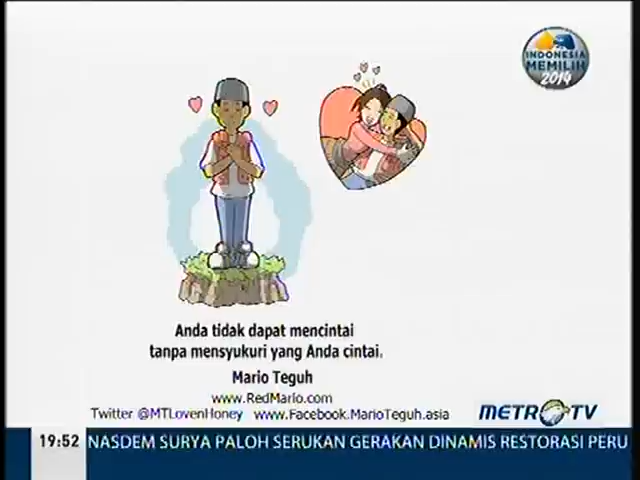 INDONESIA
MEMILIH
2014
Anda tidak dapat mencintai
tanpa mensyukuri yang Anda cintai.
Mario Teguh
www.RedMario.com
Twitter @MTLovenHoney www.Facebook.MarioTeguh.asia
METRO TV
19:52 NASDEM SURYA PALOH SERUKAN GERAKAN DINAMIS RESTORASI PERU